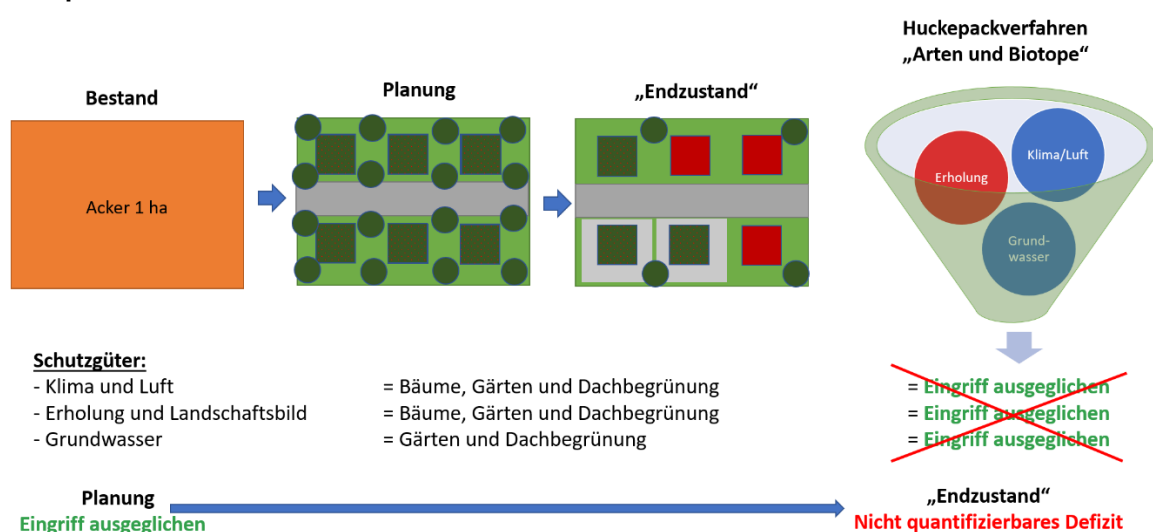 Huckepackverfahren
„Arten und Biotope“
Bestand
Planung
„Endzustand“
Acker 1 ha
Klima/Luft
Erholung
Grund-
wasser
Schutzgüter:
- Klima und Luft = Bäume, Gärten und Dachbegrünung = Eingriff ausgeglichen
- Erholung und Landschaftsbild = Bäume, Gärten und Dachbegrünung = Eingriff ausgeglichen
- Grundwasser = Gärten und Dachbegrünung = Eingriff ausgeglichen
Planung
Eingriff ausgeglichen
„Endzustand“
Nicht quantifizierbares Defizit